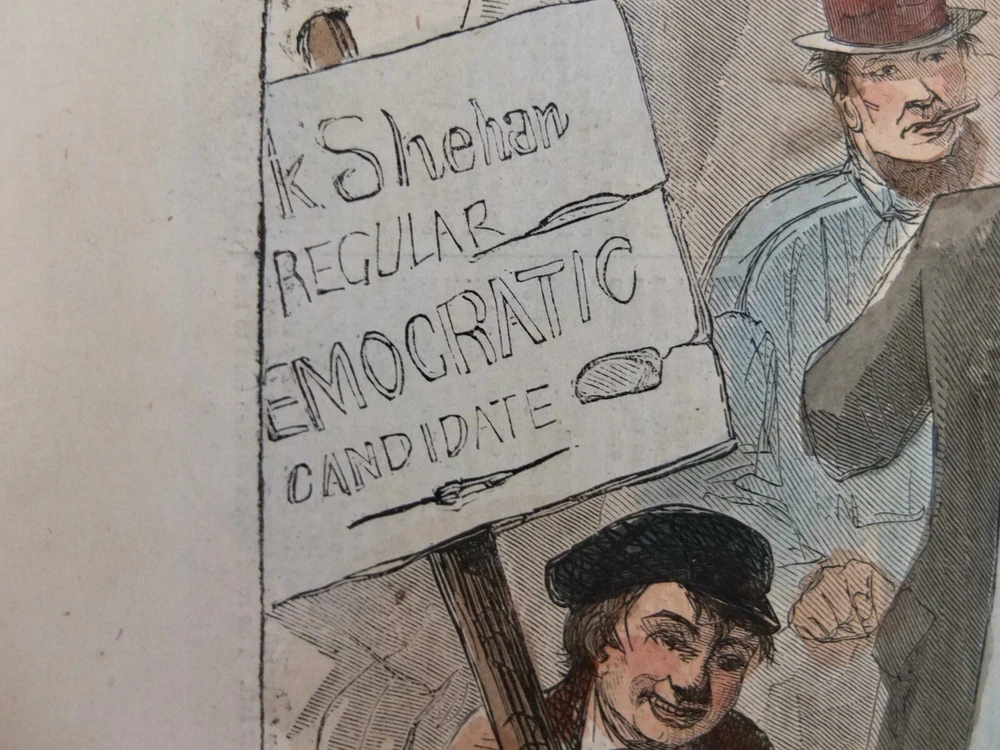 k Shehan
REGULAR
EMOCRATIC
CANDIDATE